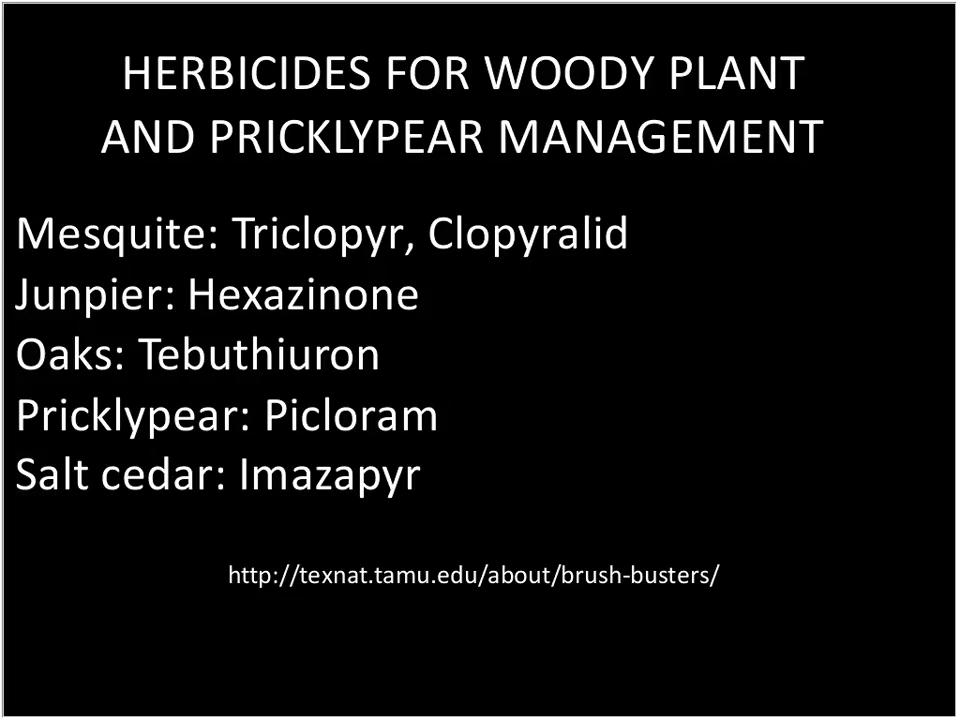 HERBICIDES FOR WOODY PLANT
AND PRICKLYPEAR MANAGEMENT
Mesquite: Triclopyr, Clopyralid
Junpier: Hexazinone
Oaks: Tebuthiuron
Pricklypear: Picloram
Salt cedar: Imazapyr
http://texnat.tamu.edu/about/brush-busters/